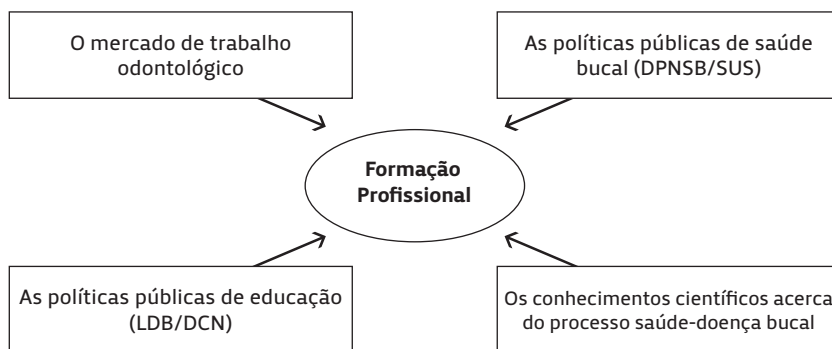 O mercado de trabalho
odontológico
As políticas públicas de saúde
bucal (DPNSB/SUS)
Formação
Profissional
As políticas públicas de educação
(LDB/DCN)
Os conhecimentos científicos acerca
do processo saúde-doença bucal